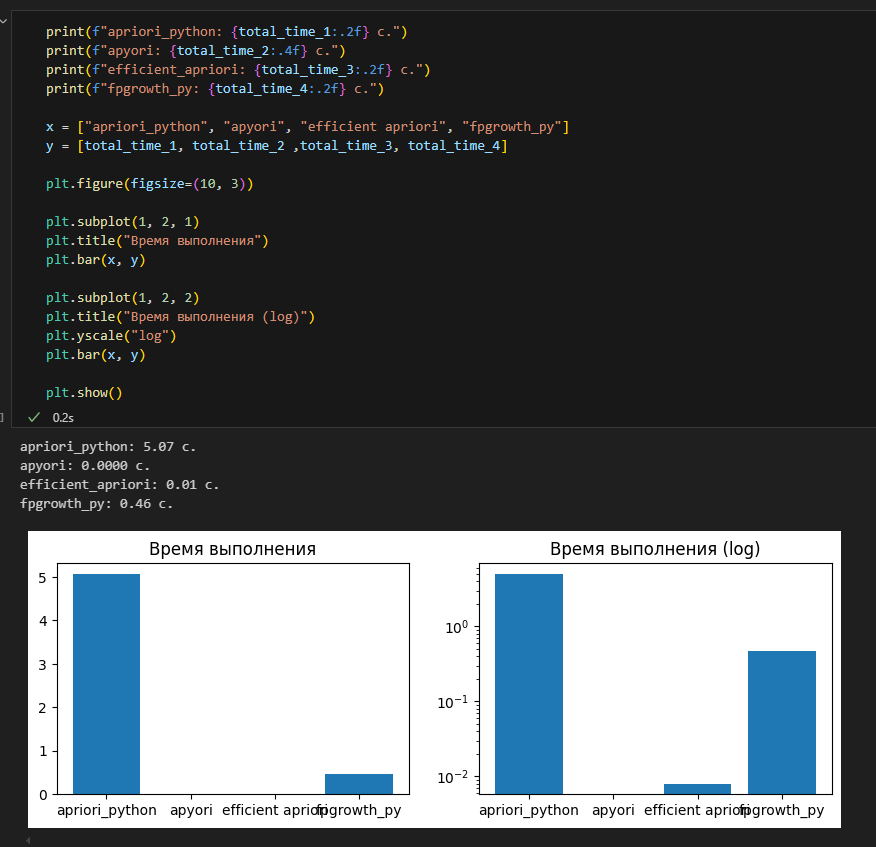 print(f"apriori_python: {total_time_1:.2f} с.")
print(f"apyori: {total_time_2:.4f} с.")
print(f"efficient_apriori: {total_time_3:.2f} с.")
print(f"fpgrowth_py: {total_time_4:.2f} с.")
x = ["apriori_python", "apyori", "efficient apriori", "fpgrowth_py"]
y = [total_time_1, total_time_2 ,total_time_3, total_time_4]
plt.figure(figsize=(10, 3))
plt.subplot(1, 2, 1)
plt.title("Время выполнения")
plt.bar(x, y)
plt.subplot(1, 2, 2)
plt.title("Время выполнения (log)")
plt.yscale("log")
plt.bar(x, y)
plt.show()
]
0.2s
apriori_python: 5.07 с.
apyori: 0.0000 с.
efficient_apriori: 0.01 с.
fpgrowth_py: 0.46 с.
Время выполнения
5
4
3
2
1
0
apriori_python apyori efficient apriori fpgrowth_py
Время выполнения (log)
10⁰
10⁻¹
10⁻²
apriori_python apyori efficient apriori fpgrowth_py